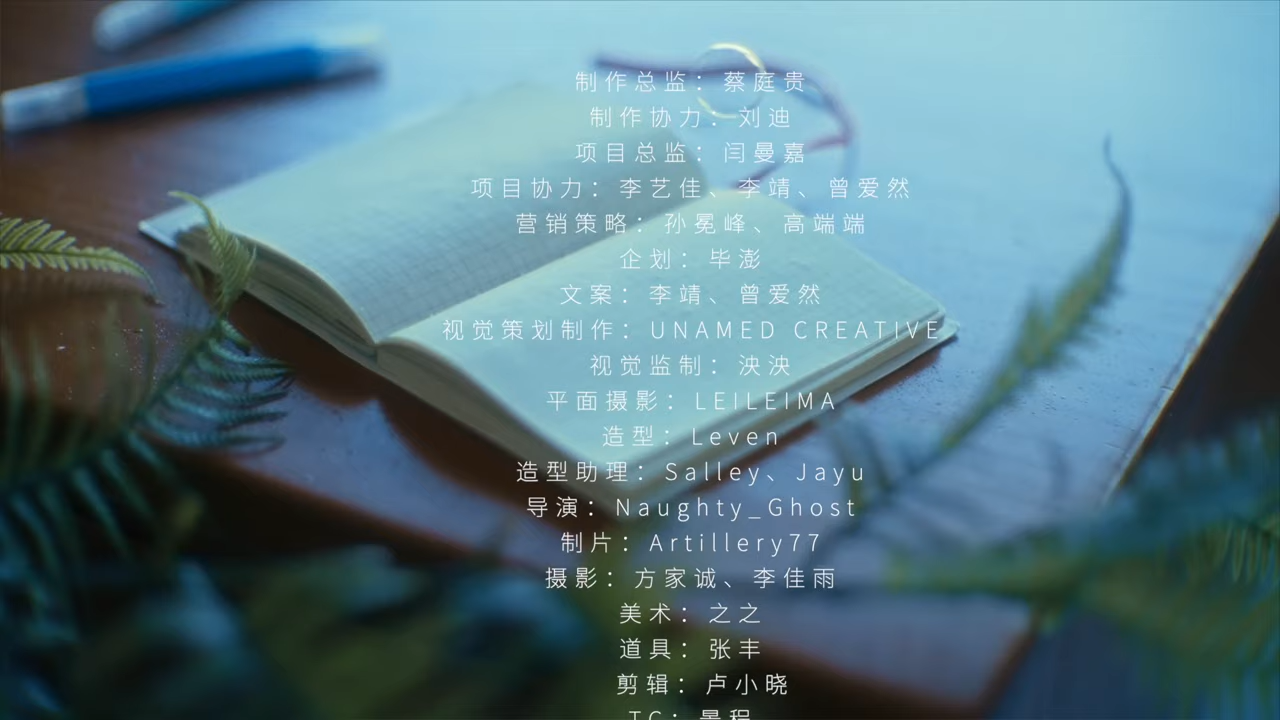 制作总监：蔡庭贵
制作协力：刘迪
项目总监：闫曼嘉
项目协力：李艺佳、李靖、曾爱然
营销策略：孙冕峰、高端端
企划：毕澎
文案：李靖、曾爱然
视觉策划制作：UNAMED CREATIVE
视觉监制：泱泱
平面摄影：LEILEIMA
造型：Leven
造型助理：Salley、Jayu
导演：Naughty_Ghost
制片：Artillery77
摄影：方家诚、李佳雨
美术：之之
道具：张丰
剪辑：卢小晓